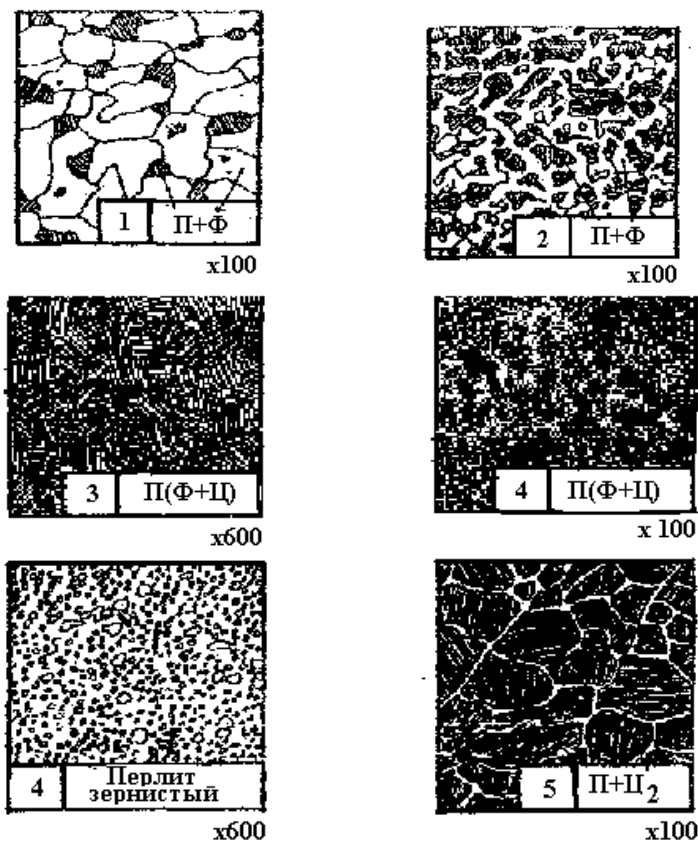 1 П+Ф
x100
2 П+Ф
x100
3 П(Ф+Ц)
x600
4 П(Ф+Ц)
x 100
4 Перлит
зернистый
x600
5 П+Ц2
x100